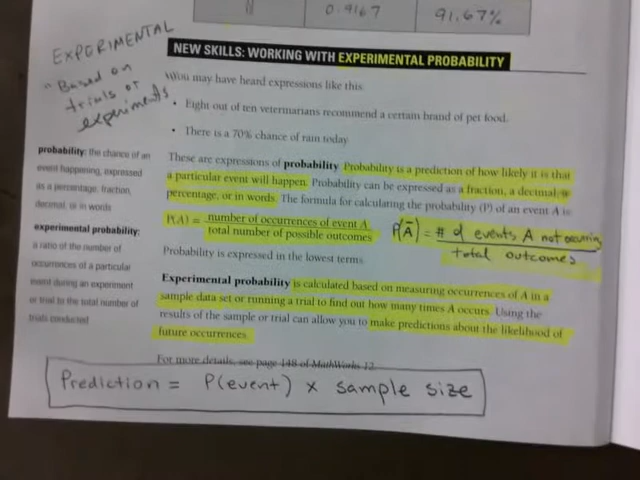 11
12
0.9167
91.67%
EXPERIMENTAL
- Based on
trials or
experiments
NEW SKILLS: WORKING WITH EXPERIMENTAL PROBABILITY
You may have heard expressions like this.
• Eight out of ten veterinarians recommend a certain brand of pet food.
• There is a 70% chance of rain today
These are expressions of probability Probability is a prediction of how likely it is that
a particular event will happen. Probability can be expressed as a fraction, a decimal, a
percentage, or in words. The formula for calculating the probability (P) of an event A is
P(A) = number of occurrences of event A
total number of possible outcomes
P(Ā) = # of events A not occurring
total outcomes
Probability is expressed in the lowest terms
Experimental probability is calculated based on measuring occurrences of A in a
sample data set or running a trial to find out how many times A occurs. Using the
results of the sample or trial can allow you to make predictions about the likelihood of
future occurrences.
For more details, see page 148 of MathWorks 12.
probability: the chance of an
event happening, expressed
as a percentage, fraction,
decimal, or in words
experimental probability:
a ratio of the number of
occurrences of a particular
event during an experiment
or trial to the total number of
trials conducted
Prediction = P(event) × sample size